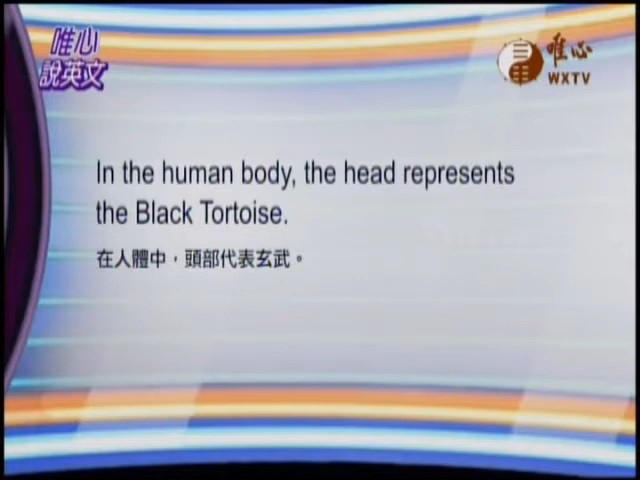 唯心
說英文
唯心
WXTV
In the human body, the head represents
the Black Tortoise.
在人體中，頭部代表玄武。